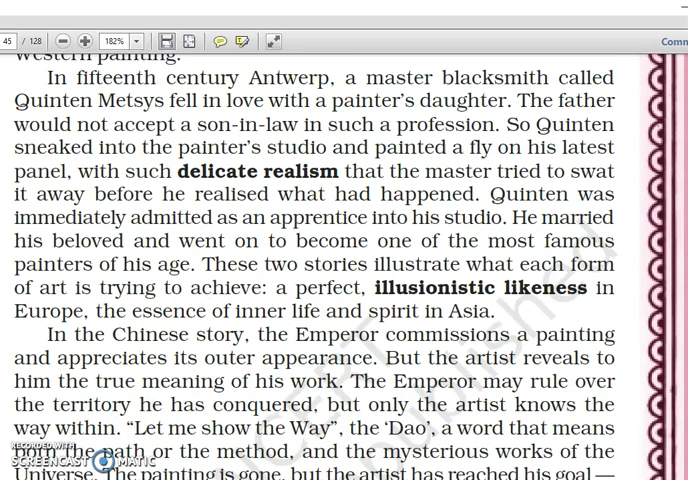 45 / 128
182%
Comm
Western painting.
In fifteenth century Antwerp, a master blacksmith called
Quinten Metsys fell in love with a painter's daughter. The father
would not accept a son-in-law in such a profession. So Quinten
sneaked into the painter's studio and painted a fly on his latest
panel, with such delicate realism that the master tried to swat
it away before he realised what had happened. Quinten was
immediately admitted as an apprentice into his studio. He married
his beloved and went on to become one of the most famous
painters of his age. These two stories illustrate what each form
of art is trying to achieve: a perfect, illusionistic likeness in
Europe, the essence of inner life and spirit in Asia.
In the Chinese story, the Emperor commissions a painting
and appreciates its outer appearance. But the artist reveals to
him the true meaning of his work. The Emperor may rule over
the territory he has conquered, but only the artist knows the
way within. “Let me show the Way”, the ‘Dao’, a word that means
both the path or the method, and the mysterious works of the
Universe. The painting is gone, but the artist has reached his goal —
NCERT
published
RECORDED WITH
SCREENCAST MATIC